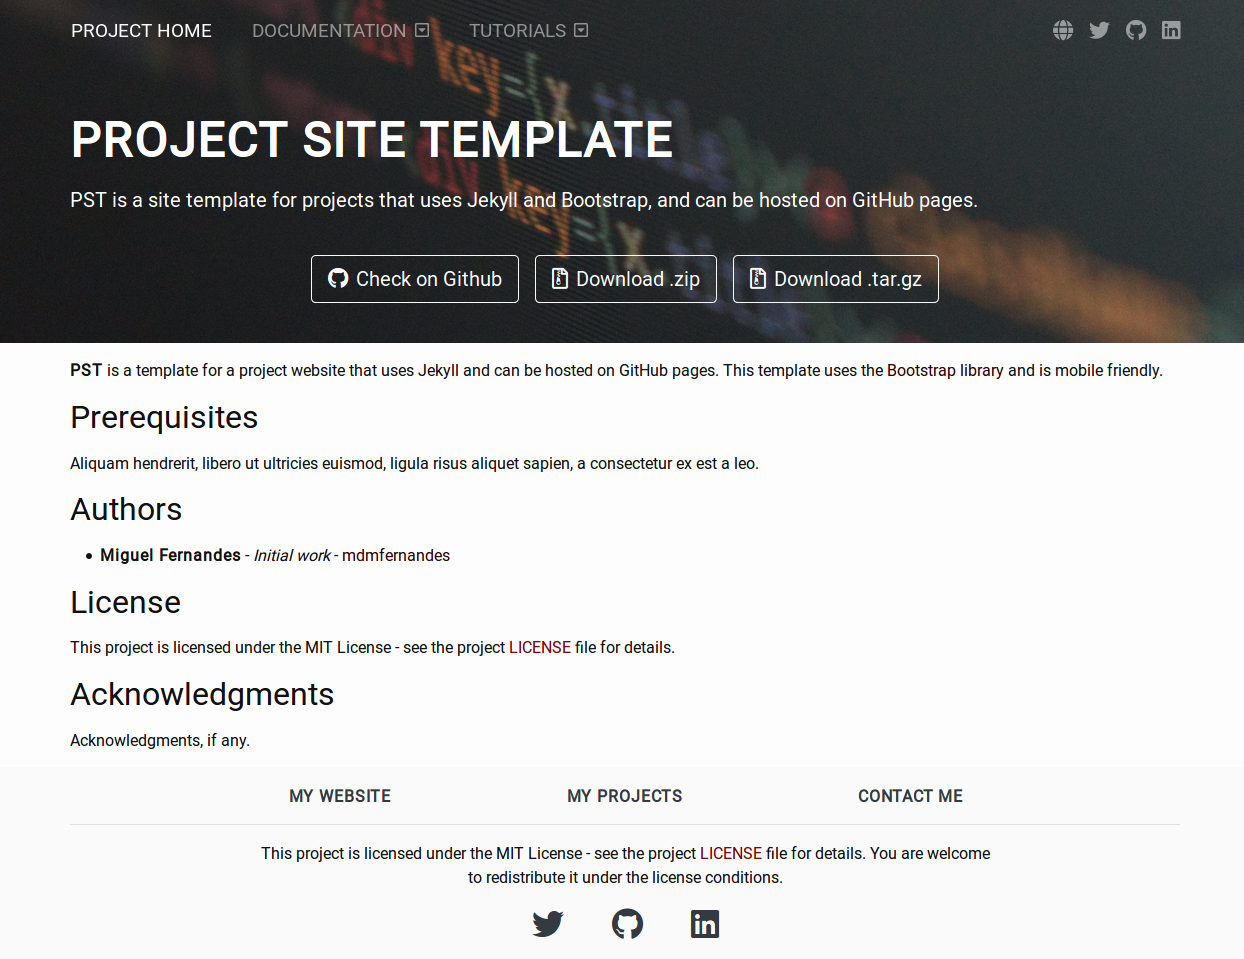 PROJECT HOME DOCUMENTATION TUTORIALS
key={x
PROJECT SITE TEMPLATE
PST is a site template for projects that uses Jekyll and Bootstrap, and can be hosted on GitHub pages.
key={x
Check on Github Download .zip Download .tar.gz
PST is a template for a project website that uses Jekyll and can be hosted on GitHub pages. This template uses the Bootstrap library and is mobile friendly.
Prerequisites
Aliquam hendrerit, libero ut ultricies euismod, ligula risus aliquet sapien, a consectetur ex est a leo.
Authors
• Miguel Fernandes - Initial work - mdmfernandes
License
This project is licensed under the MIT License - see the project LICENSE file for details.
Acknowledgments
Acknowledgments, if any.
MY WEBSITE MY PROJECTS CONTACT ME
This project is licensed under the MIT License - see the project LICENSE file for details. You are welcome
to redistribute it under the license conditions.